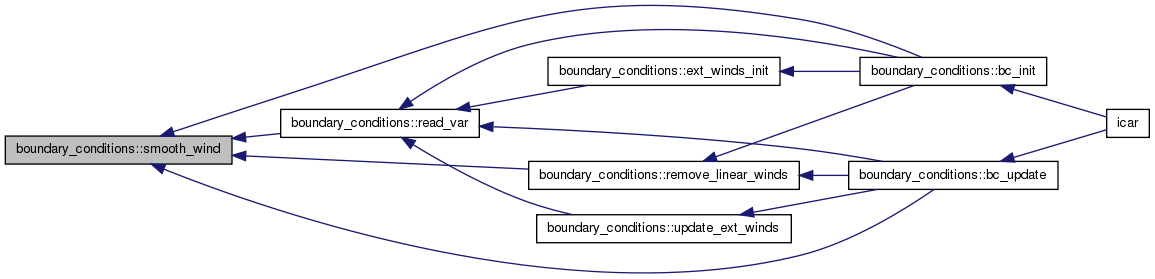 boundary_conditions::smooth_wind
boundary_conditions::read_var
boundary_conditions::ext_winds_init
boundary_conditions::remove_linear_winds
boundary_conditions::update_ext_winds
boundary_conditions::bc_init
boundary_conditions::bc_update
icar